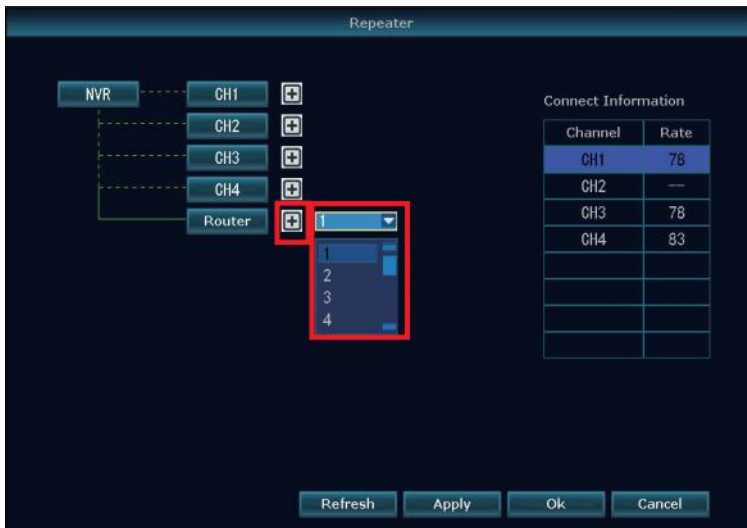 Repeater
NVR CH1
CH2
CH3
CH4
Router 1
1
2
3
4
Connect Information
Channel Rate
CH1 78
CH2 ---
CH3 78
CH4 83
Refresh Apply Ok Cancel